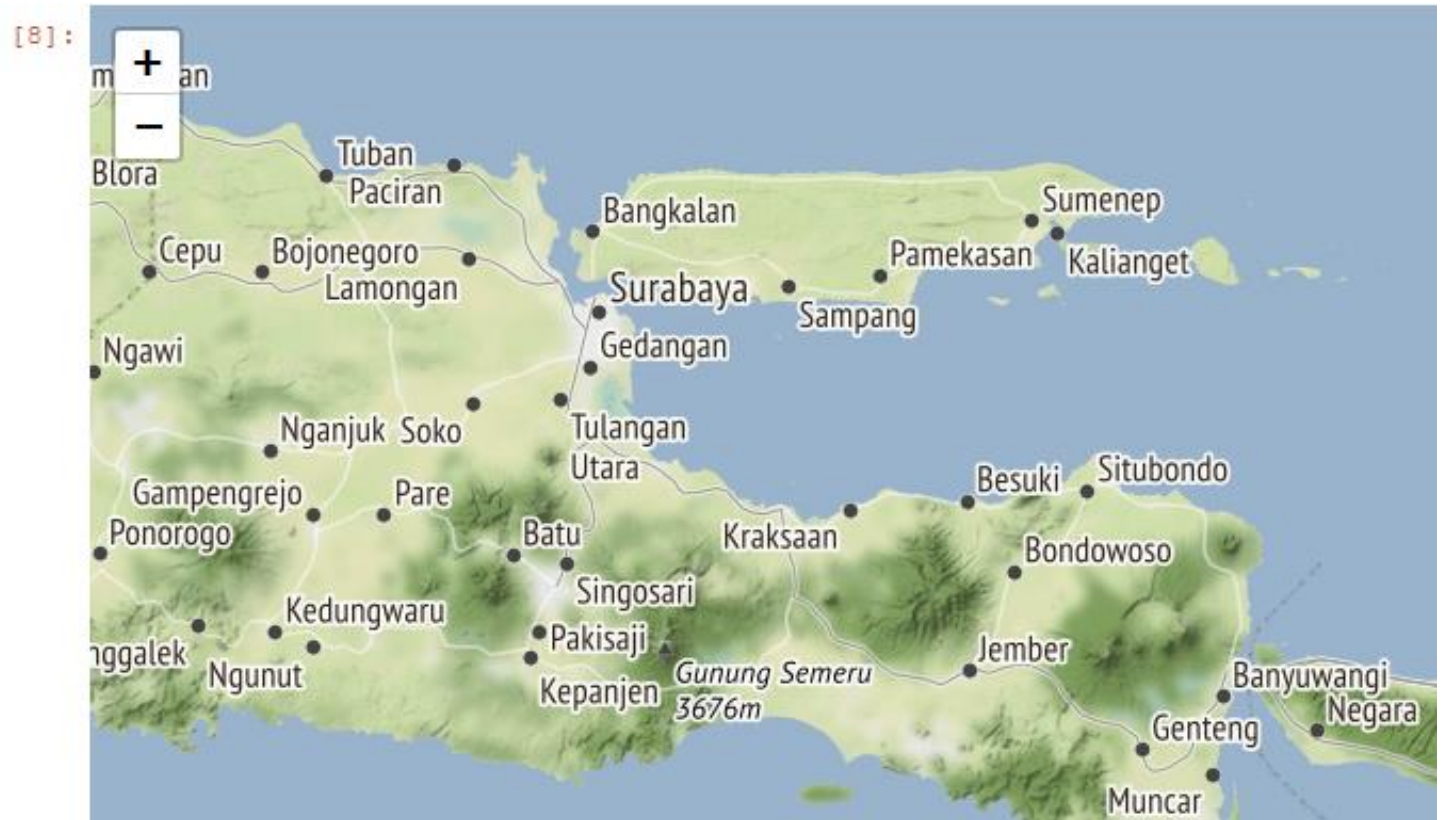 [8]:
+
−
an
Tuban
Blora
Paciran
Sumenep
Bangkalan
Cepu
Bojonegoro
Pamekasan
Kalianget
Lamongan
Surabaya
Sampang
Ngawi
Gedangan
Nganjuk
Soko
Tulangan
Utara
Situbondo
Besuki
Gampengrejo
Pare
Ponorogo
Batu
Kraksaan
Bondowoso
Singosari
Kedungwaru
Pakisaji
nggalek
Jember
Ngunut
Gunung Semeru
3676m
Kepanjen
Banyuwangi
Negara
Genteng
Muncar